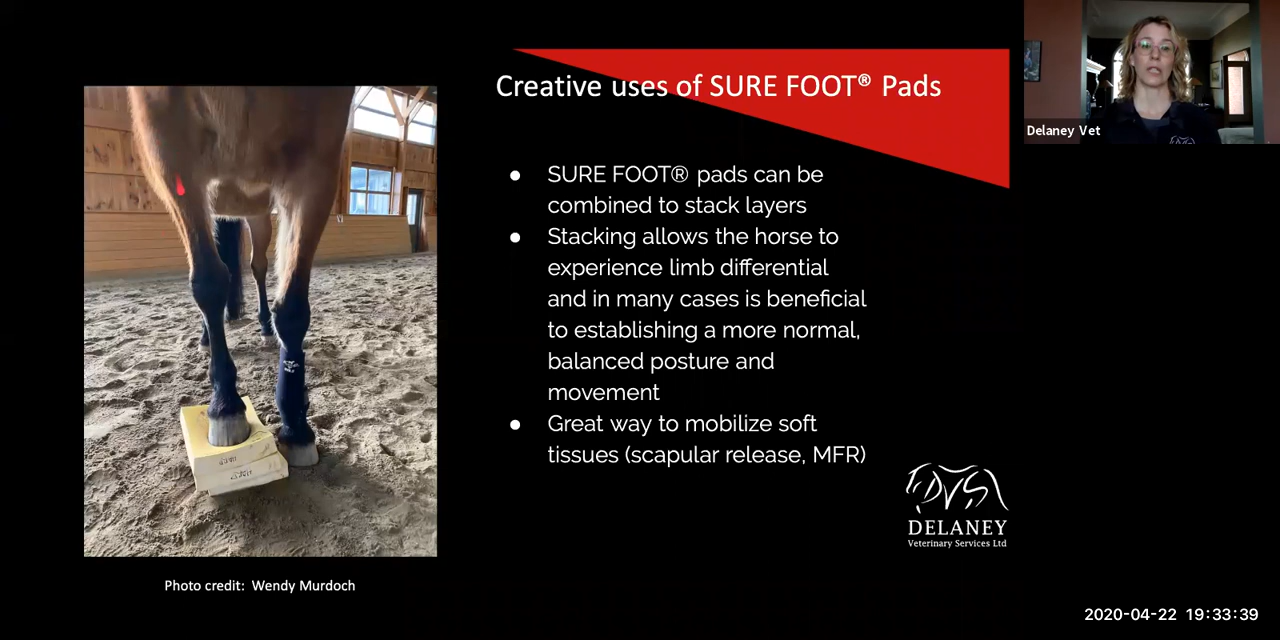 Creative uses of SURE FOOT® Pads
● SURE FOOT® pads can be
combined to stack layers
● Stacking allows the horse to
experience limb differential
and in many cases is beneficial
to establishing a more normal,
balanced posture and
movement
● Great way to mobilize soft
tissues (scapular release, MFR)
DVS
DELANEY
Veterinary Services Ltd
Photo credit: Wendy Murdoch
Delaney Vet
2020-04-22 19:33:39